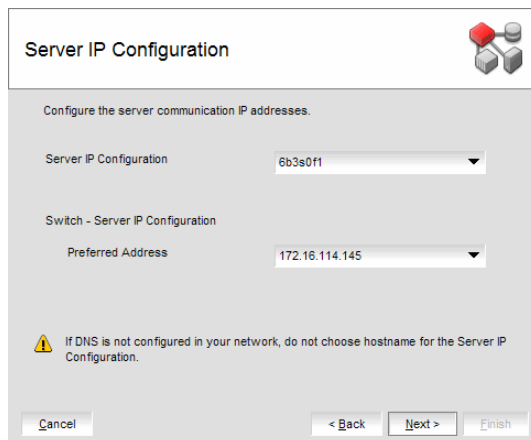 Server IP Configuration
Configure the server communication IP addresses.
Server IP Configuration 6b3s0f1
Switch - Server IP Configuration
Preferred Address 172.16.114.145
If DNS is not configured in your network, do not choose hostname for the Server IP
Configuration.
Cancel < Back Next > Finish